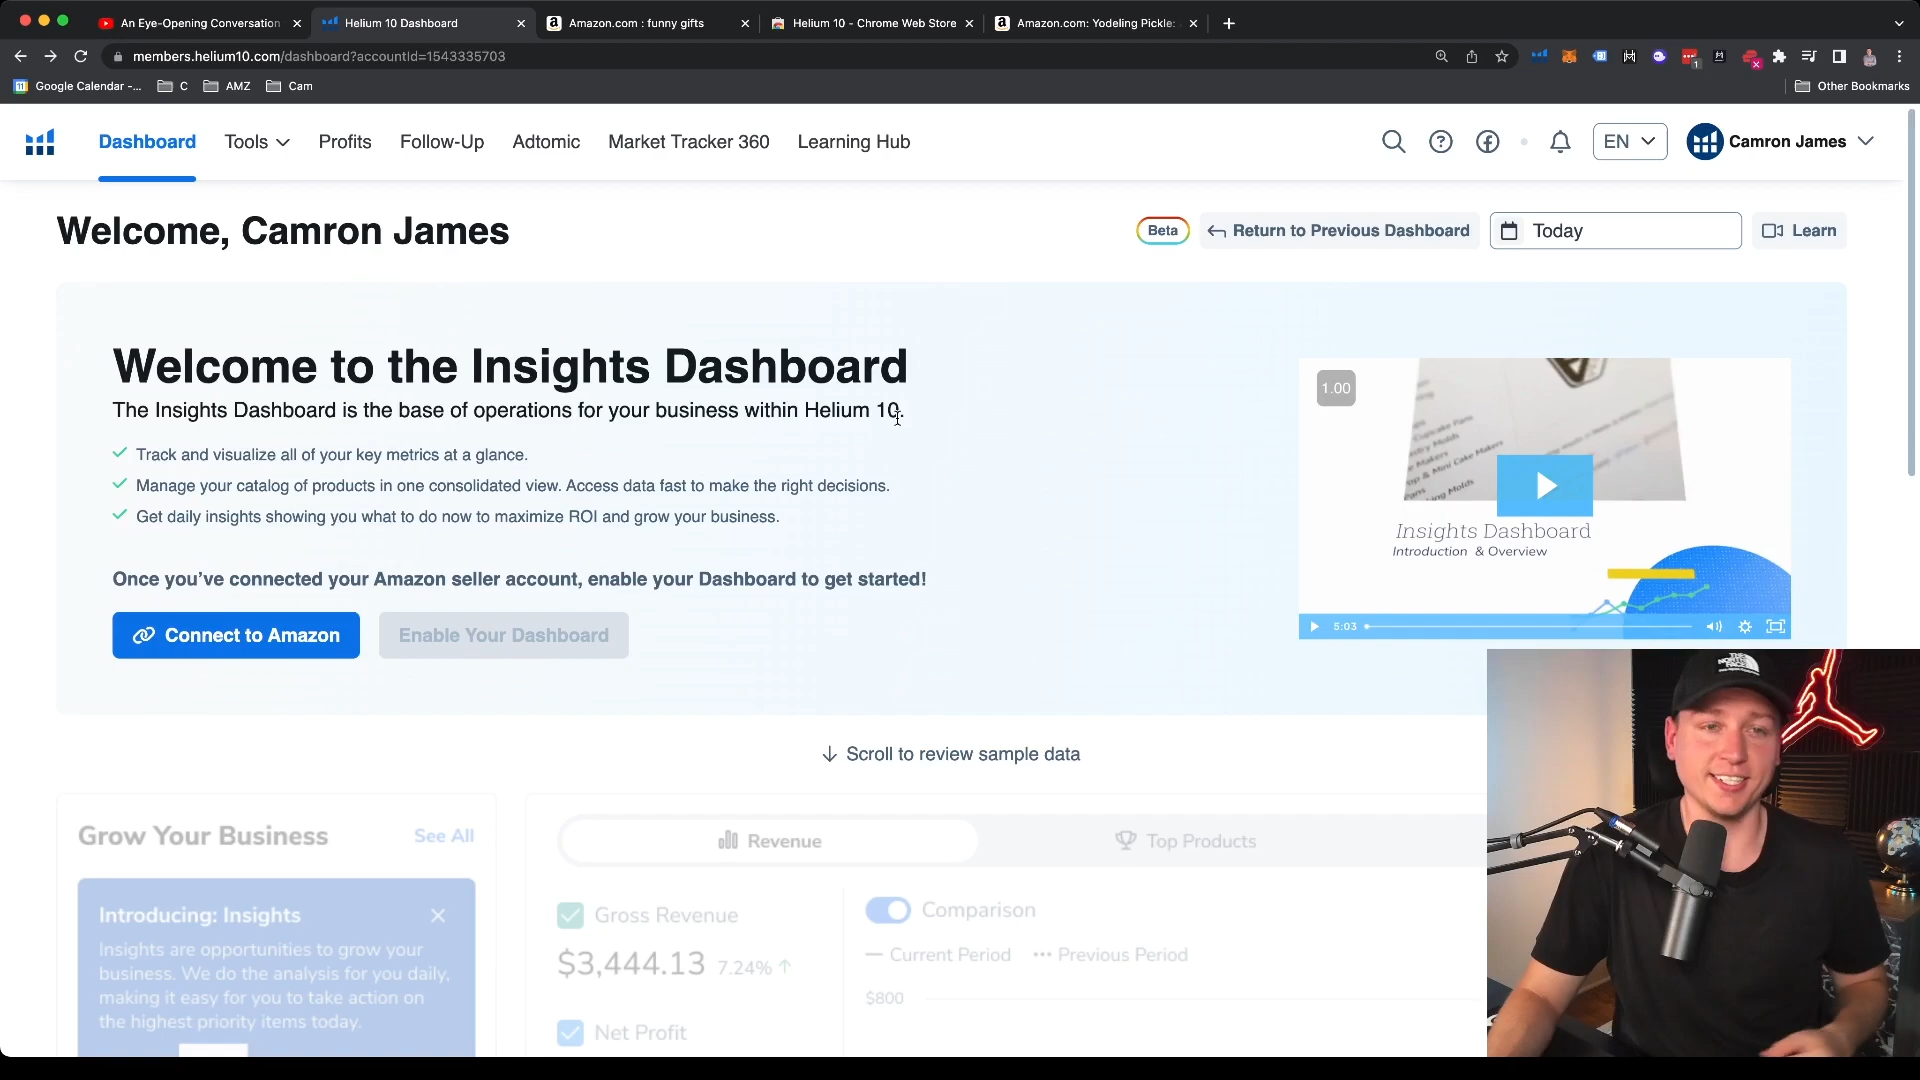 An Eye-Opening Conversation
Helium 10 Dashboard
Amazon.com : funny gifts
Helium 10 - Chrome Web Store
Amazon.com: Yodeling Pickle:
members.helium10.com/dashboard?accountId=1543335703
Google Calendar -...
C
AMZ
Cam
Other Bookmarks
Dashboard
Tools
Profits
Follow-Up
Adtomic
Market Tracker 360
Learning Hub
EN
Camron James
Welcome, Camron James
Beta
Return to Previous Dashboard
Today
Learn
Welcome to the Insights Dashboard
The Insights Dashboard is the base of operations for your business within Helium 10.
Track and visualize all of your key metrics at a glance.
Manage your catalog of products in one consolidated view. Access data fast to make the right decisions.
Get daily insights showing you what to do now to maximize ROI and grow your business.
Once you've connected your Amazon seller account, enable your Dashboard to get started!
Connect to Amazon
Enable Your Dashboard
1.00
Insights Dashboard
Introduction & Overview
5:03
Scroll to review sample data
Grow Your Business
See All
Introducing: Insights
Insights are opportunities to grow your
business. We do the analysis for you daily,
making it easy for you to take action on
the highest priority items today.
Revenue
Top Products
Gross Revenue
$3,444.13 7.24%
Net Profit
Comparison
Current Period
Previous Period
$800
THE
NORTH
FACE